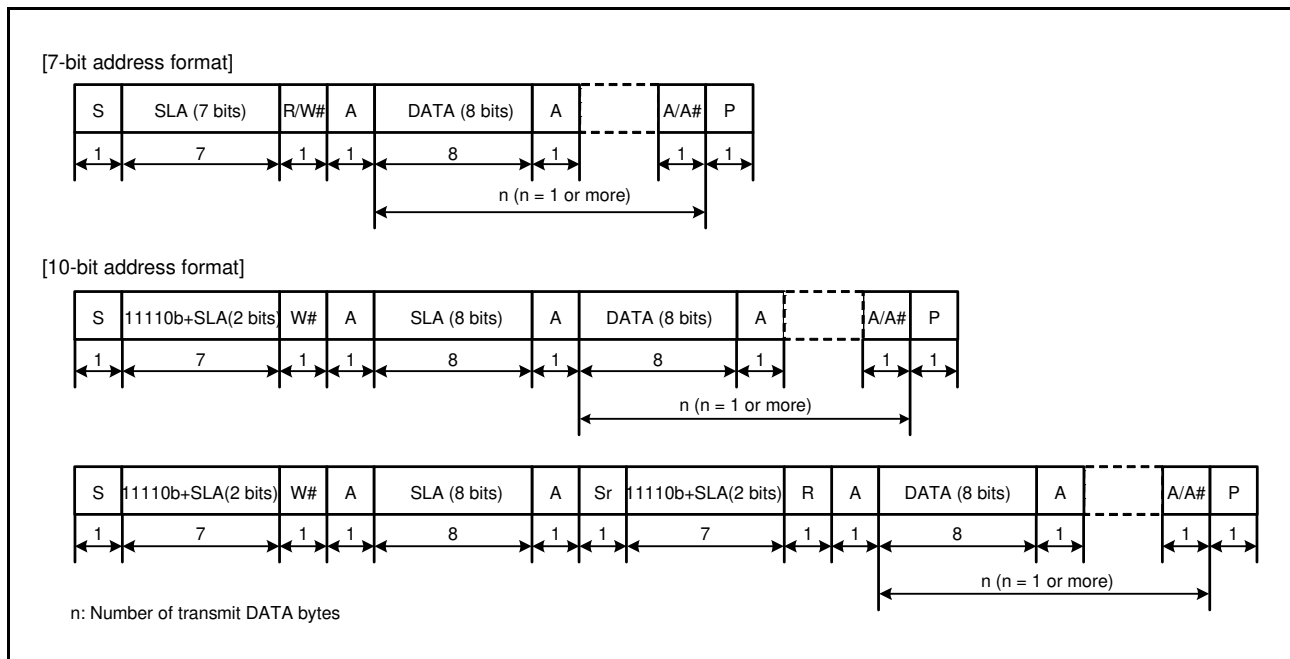 [7-bit address format]
S SLA (7 bits) R/W# A DATA (8 bits) A A/A# P
1 7 1 1 8 1 1 1
n (n = 1 or more)
[10-bit address format]
S 11110b+SLA(2 bits) W# A SLA (8 bits) A DATA (8 bits) A A/A# P
1 7 1 1 8 1 8 1 1 1
n (n = 1 or more)
S 11110b+SLA(2 bits) W# A SLA (8 bits) A Sr 11110b+SLA(2 bits) R A DATA (8 bits) A A/A# P
1 7 1 1 8 1 1 7 1 1 8 1 1 1
n (n = 1 or more)
n: Number of transmit DATA bytes